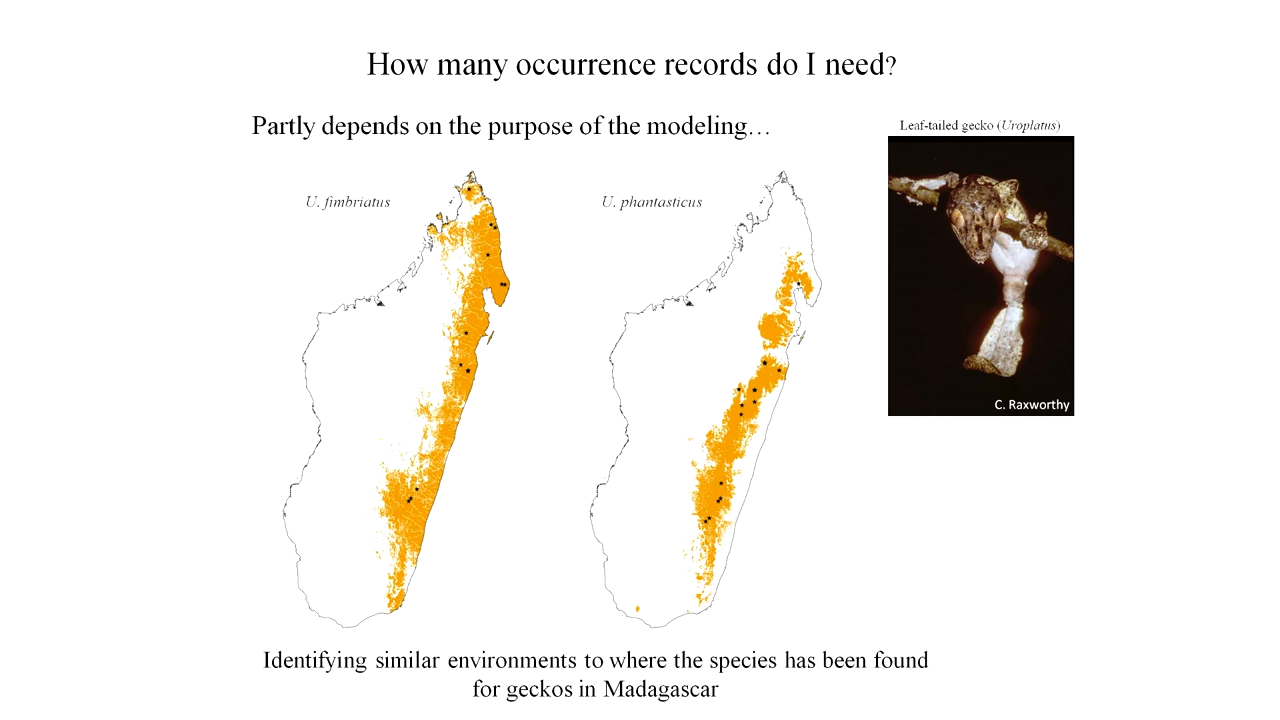 How many occurrence records do I need?
Partly depends on the purpose of the modeling…
Leaf-tailed gecko (Uroplatus)
U. fimbriatus
U. phantasticus
C. Raxworthy
Identifying similar environments to where the species has been found
for geckos in Madagascar